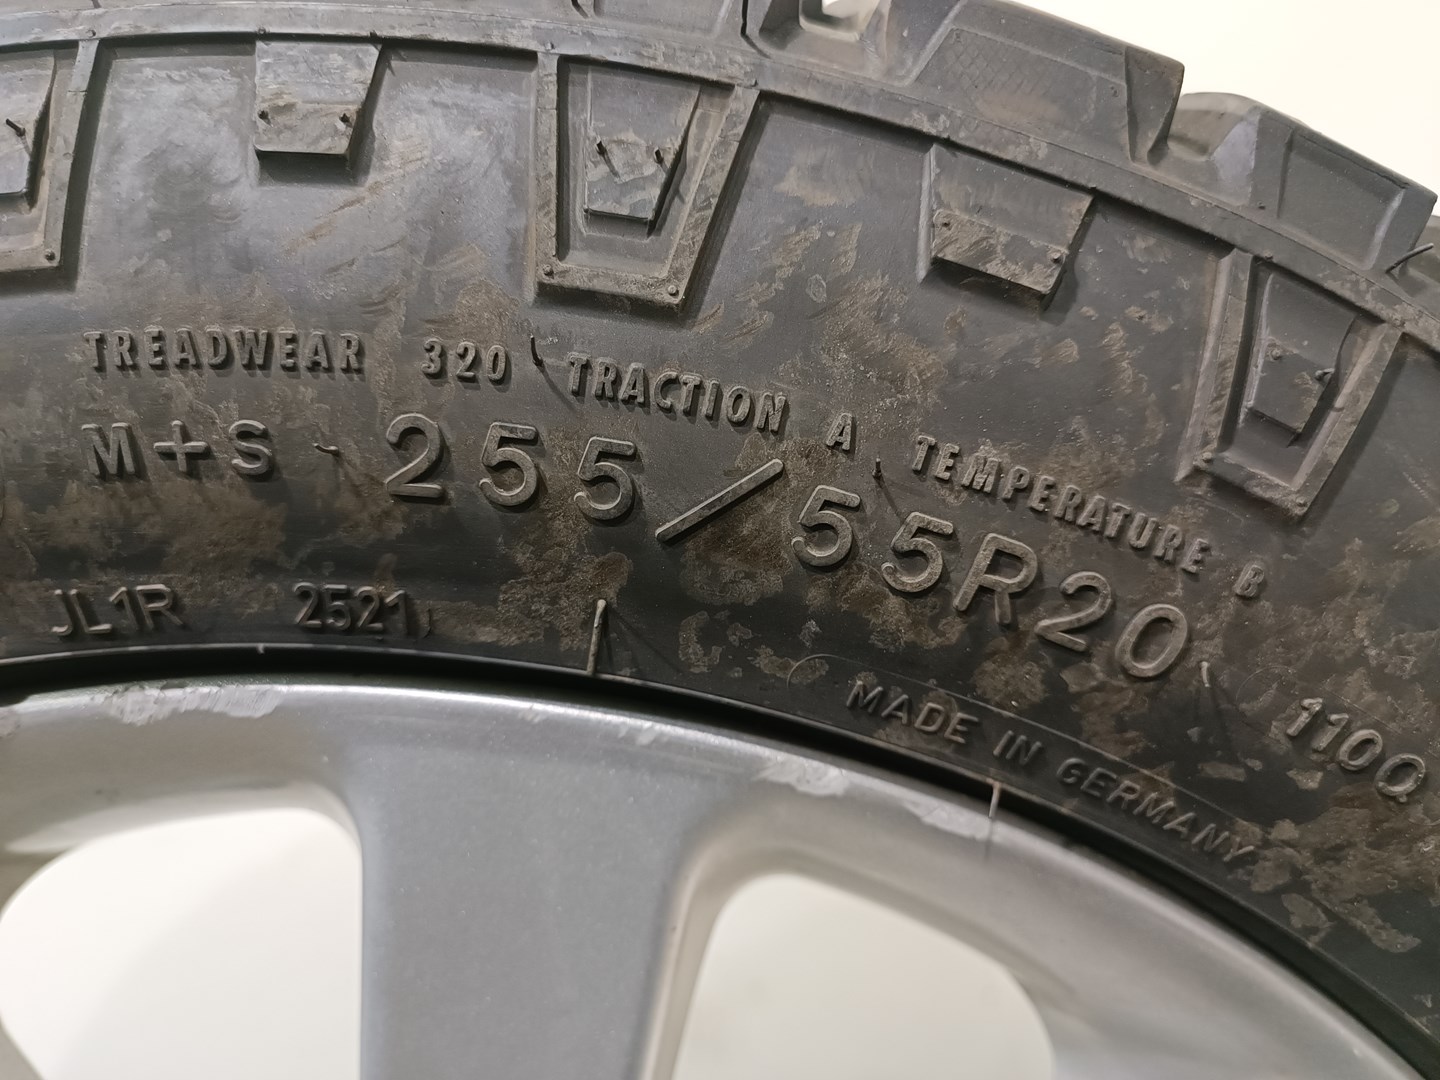 TREADWEAR 320 TRACTION A TEMPERATURE B
M+S 255/55R20 110Q
JL1R 2521
MADE IN GERMANY